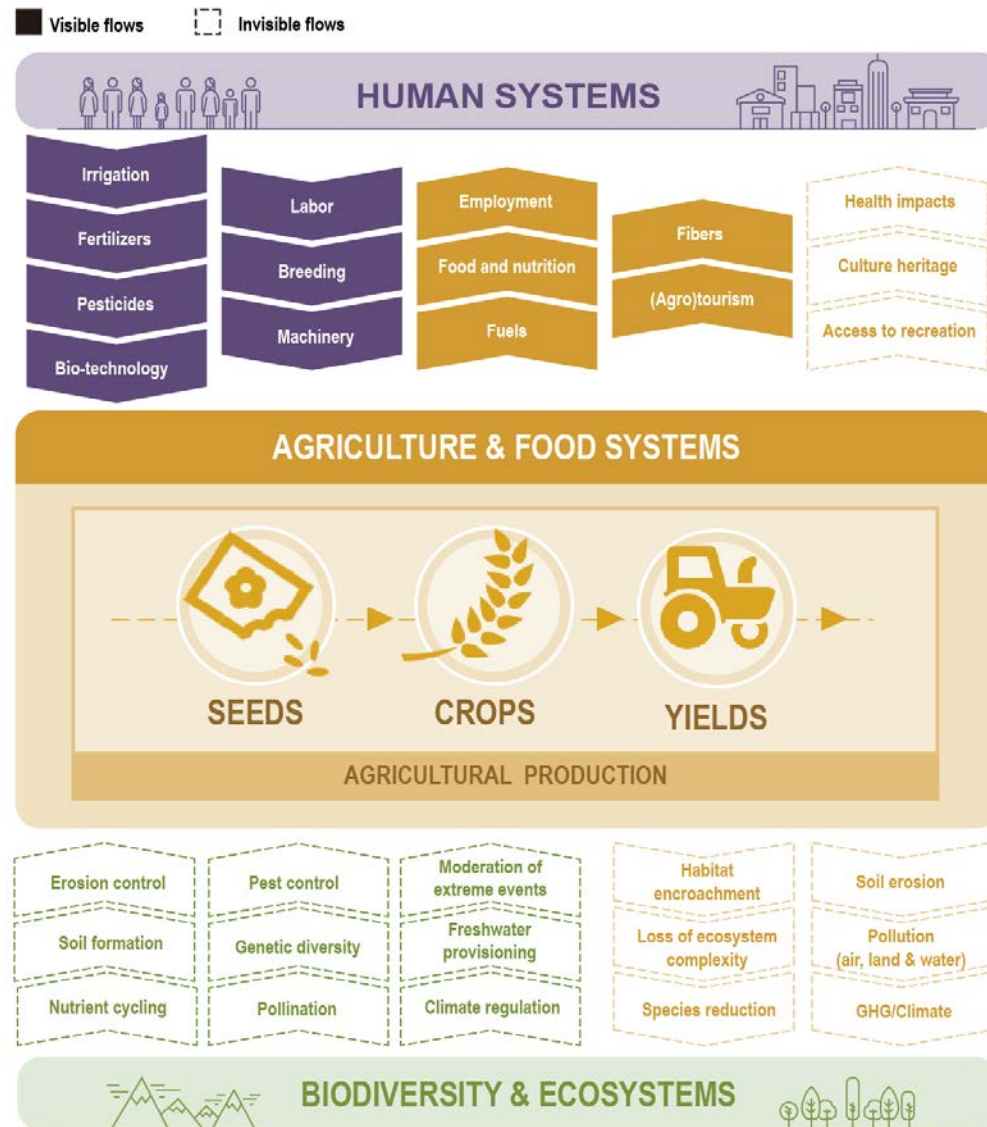 Visible flows
Invisible flows
HUMAN SYSTEMS
Irrigation
Fertilizers
Pesticides
Bio-technology
Labor
Breeding
Machinery
Employment
Food and nutrition
Fuels
Fibers
(Agro)tourism
Health impacts
Culture heritage
Access to recreation
AGRICULTURE & FOOD SYSTEMS
SEEDS
CROPS
YIELDS
AGRICULTURAL PRODUCTION
Erosion control
Soil formation
Nutrient cycling
Pest control
Genetic diversity
Pollination
Moderation of
extreme events
Freshwater
provisioning
Climate regulation
Habitat
encroachment
Loss of ecosystem
complexity
Species reduction
Soil erosion
Pollution
(air, land & water)
GHG/Climate
BIODIVERSITY & ECOSYSTEMS